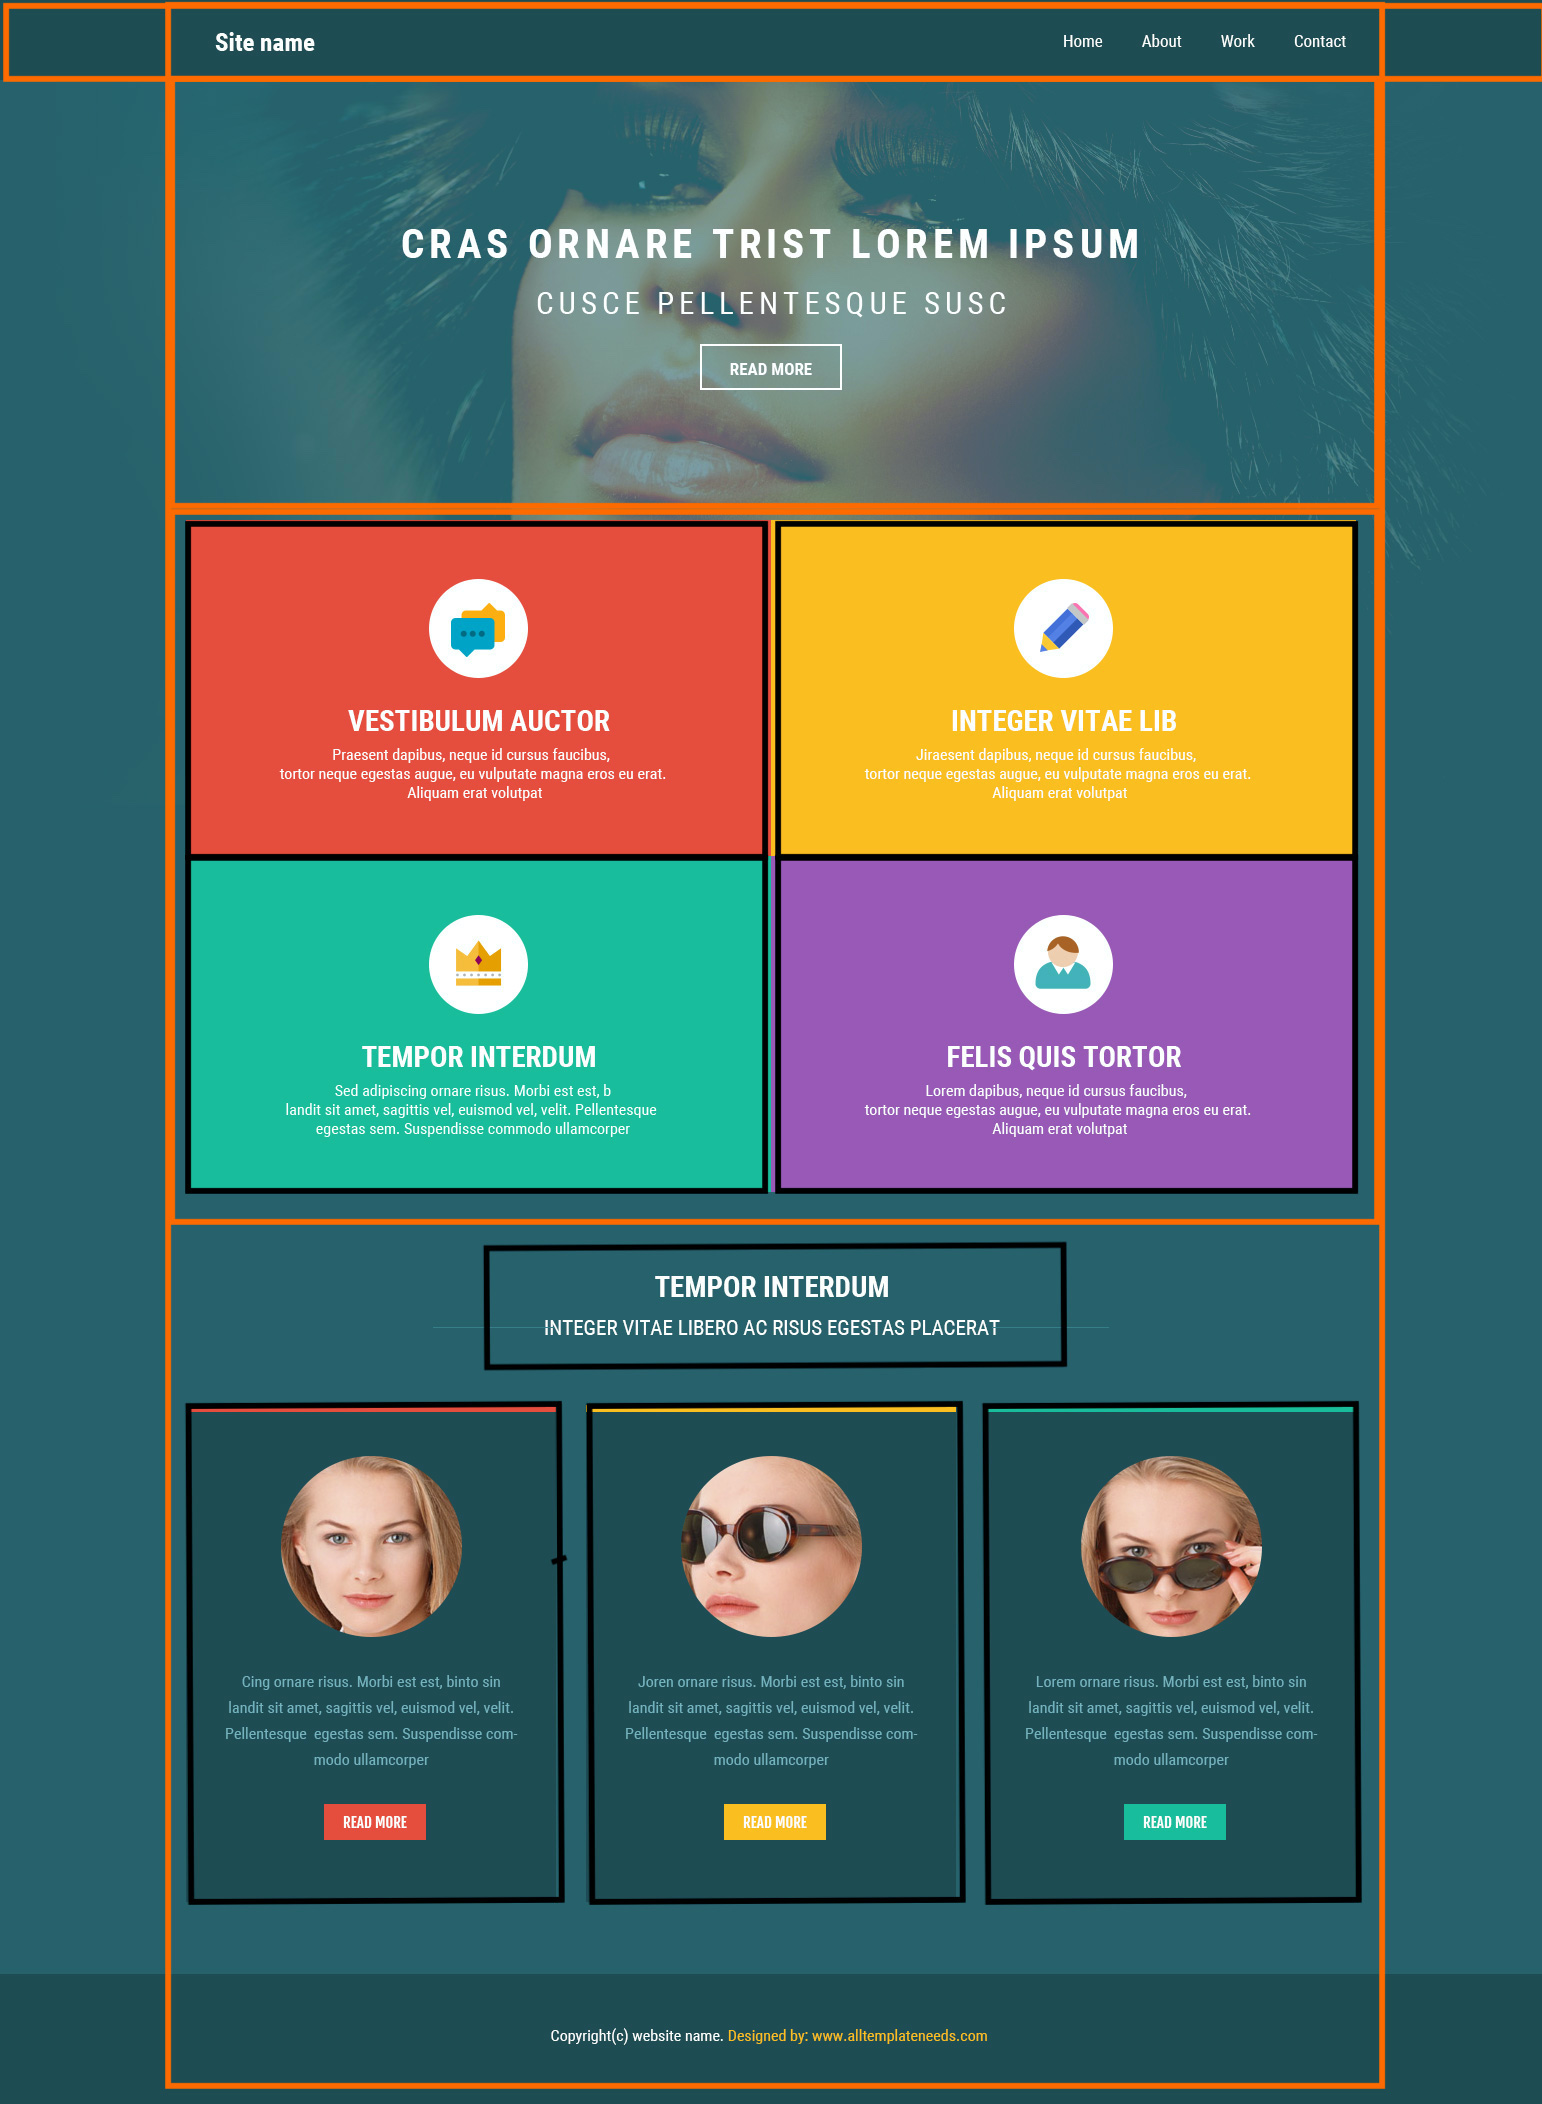 Site name
Home About Work Contact
CRAS ORNARE TRIST LOREM IPSUM
CUSCE PELLENTESQUE SUSC
READ MORE
VESTIBULUM AUCTOR
Praesent dapibus, neque id cursus faucibus,
tortor neque egestas augue, eu vulputate magna eros eu erat.
Aliquam erat volutpat
INTEGER VITAE LIB
Jiraesent dapibus, neque id cursus faucibus,
tortor neque egestas augue, eu vulputate magna eros eu erat.
Aliquam erat volutpat
TEMPOR INTERDUM
Sed adipiscing ornare risus. Morbi est est, b
landit sit amet, sagittis vel, euismod vel, velit. Pellentesque
egestas sem. Suspendisse commodo ullamcorper
FELIS QUIS TORTOR
Lorem dapibus, neque id cursus faucibus,
tortor neque egestas augue, eu vulputate magna eros eu erat.
Aliquam erat volutpat
TEMPOR INTERDUM
INTEGER VITAE LIBERO AC RISUS EGESTAS PLACERAT
Cing ornare risus. Morbi est est, binto sin
landit sit amet, sagittis vel, euismod vel, velit.
Pellentesque egestas sem. Suspendisse com-
modo ullamcorper
READ MORE
Joren ornare risus. Morbi est est, binto sin
landit sit amet, sagittis vel, euismod vel, velit.
Pellentesque egestas sem. Suspendisse com-
modo ullamcorper
READ MORE
Lorem ornare risus. Morbi est est, binto sin
landit sit amet, sagittis vel, euismod vel, velit.
Pellentesque egestas sem. Suspendisse com-
modo ullamcorper
READ MORE
Copyright(c) website name. Designed by: www.alltemplateneeds.com